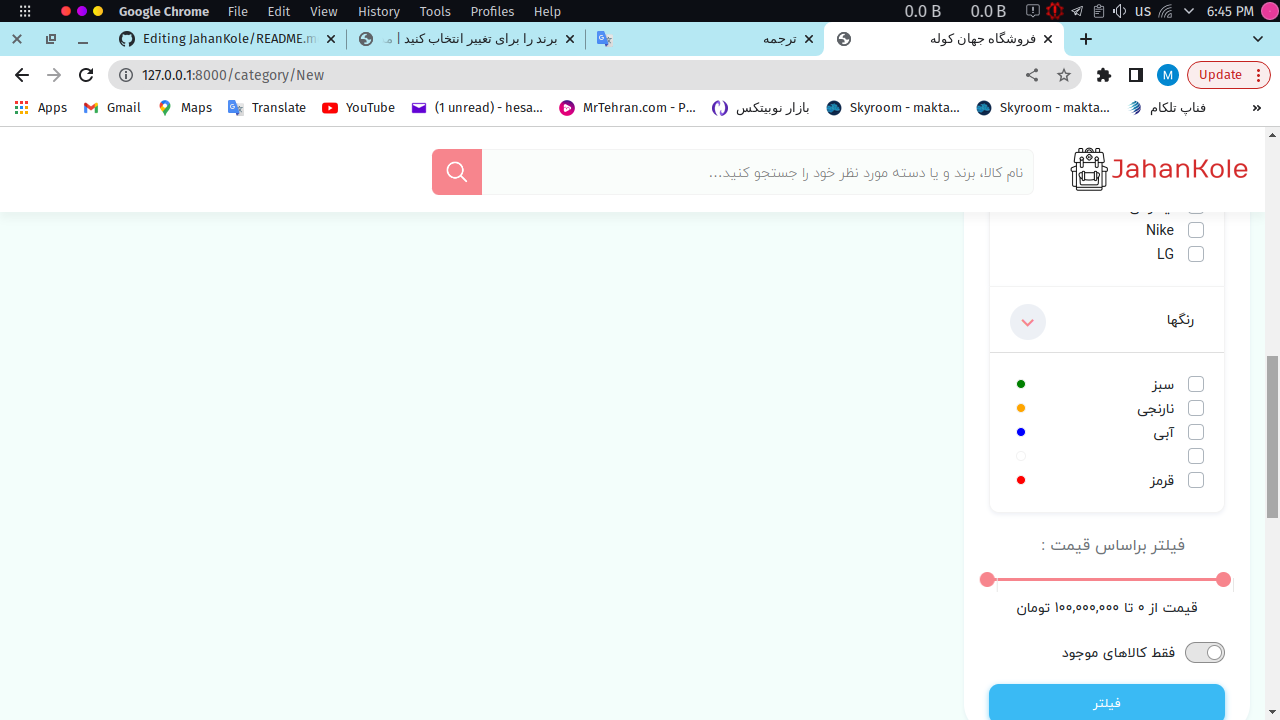 Google Chrome File Edit View History Tools Profiles Help 0.0 B 0.0 B us 6:45 PM
Editing JahanKole/README.m
برند را برای تغییر انتخاب کنید | ما
ترجمه
فروشگاه جهان کوله
127.0.0.1:8000/category/New M Update
Apps Gmail Maps Translate YouTube (1 unread) - hesa... MrTehran.com - P... بازار نوبیتکس Skyroom - makta... Skyroom - makta... فناپ تلکام »
JahanKole
نام کالا، برند و یا دسته مورد نظر خود را جستجو کنید...
Nike
LG
رنگها
سبز
نارنجی
آبی
قرمز
فیلتر براساس قیمت :
قیمت از ۰ تا ۱۰۰,۰۰۰,۰۰۰ تومان
فقط کالاهای موجود
فیلتر